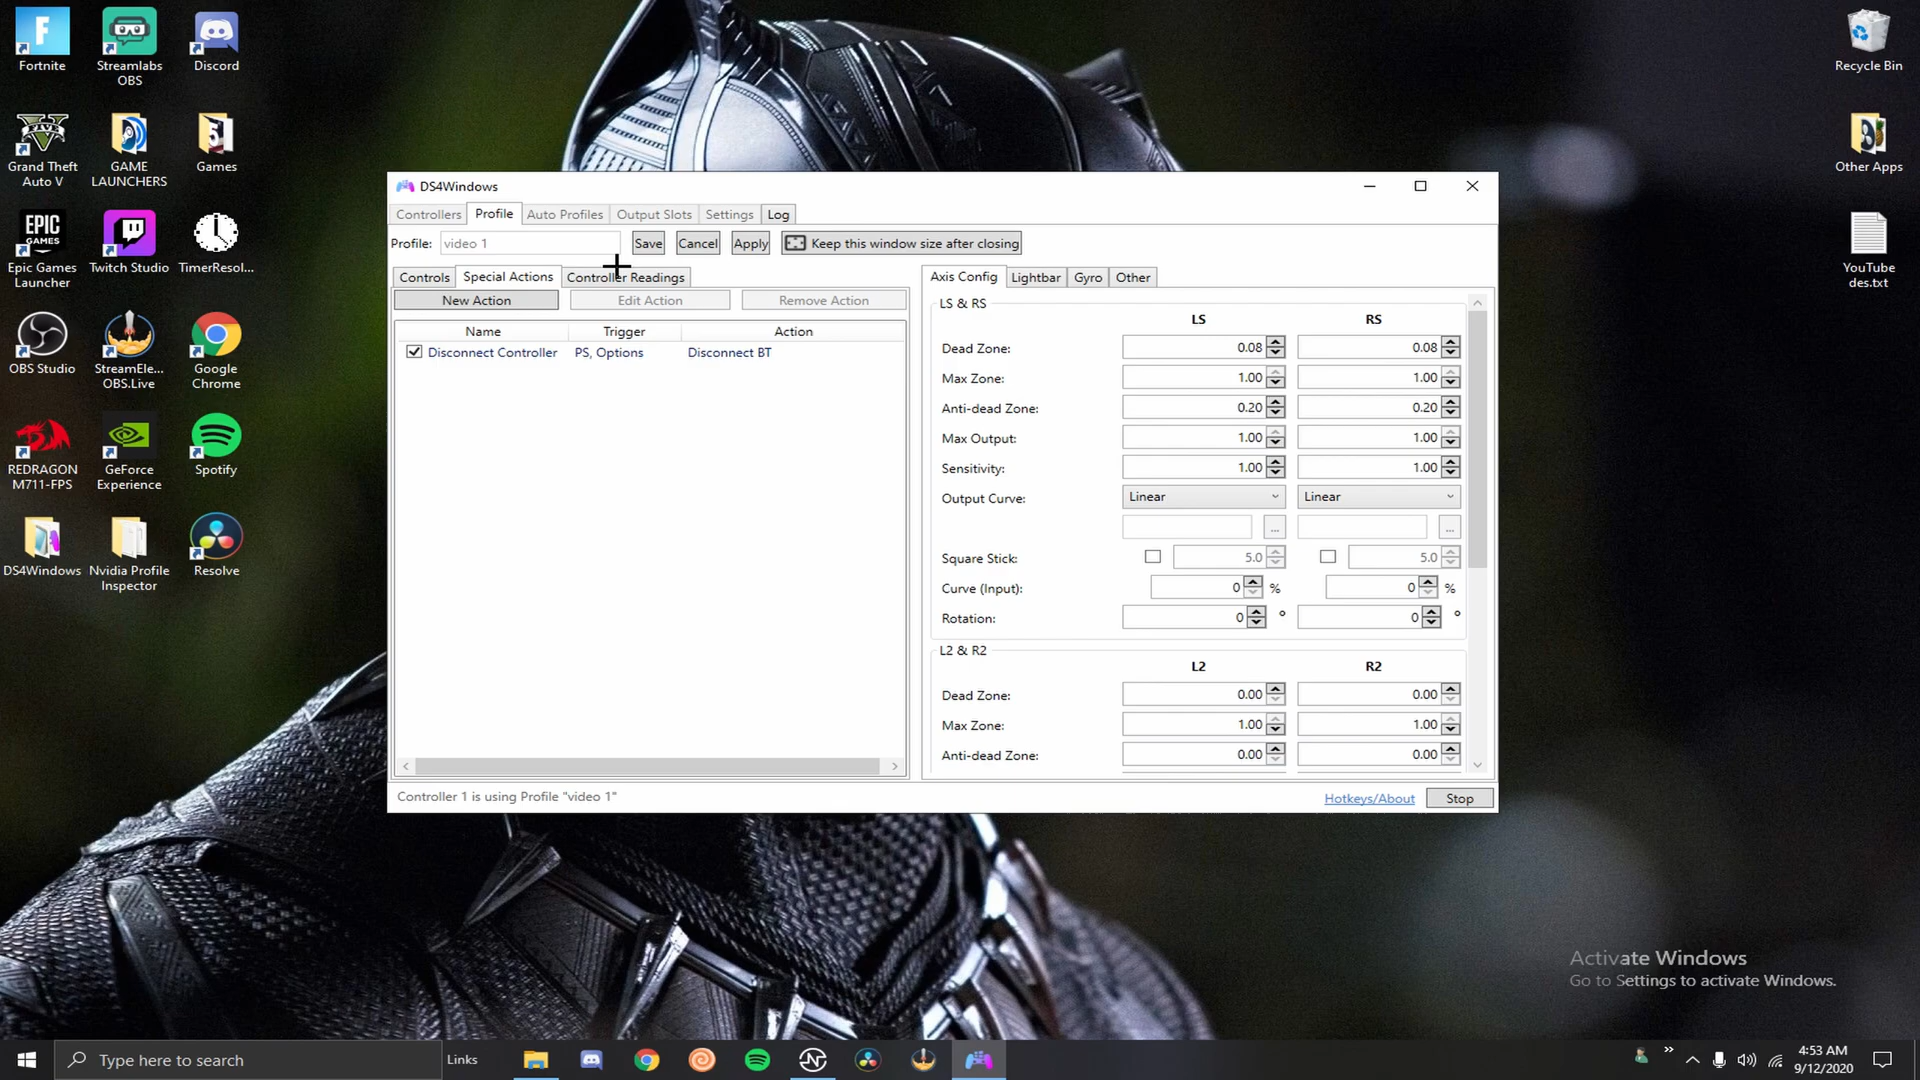 Fortnite
Streamlabs
OBS
Discord
Recycle Bin
Grand Theft
Auto V
GAME
LAUNCHERS
Games
Other Apps
EPIC
GAMES
Epic Games
Launcher
Twitch Studio
TimerResol...
YouTube
des.txt
OBS Studio
StreamEle...
OBS.Live
Google
Chrome
REDRAGON
M711-FPS
GeForce
Experience
Spotify
DS4Windows
Nvidia Profile
Inspector
Resolve
DS4Windows
Controllers Profile Auto Profiles Output Slots Settings Log
Profile: video 1 Save Cancel Apply Keep this window size after closing
Controls Special Actions Controller Readings
New Action Edit Action Remove Action
Name Trigger Action
Disconnect Controller PS, Options Disconnect BT
Axis Config Lightbar Gyro Other
LS & RS
LS RS
Dead Zone: 0.08 0.08
Max Zone: 1.00 1.00
Anti-dead Zone: 0.20 0.20
Max Output: 1.00 1.00
Sensitivity: 1.00 1.00
Output Curve: Linear Linear
... ...
Square Stick: 5.0 5.0
Curve (Input): 0 % 0 %
Rotation: 0 ° 0 °
L2 & R2
L2 R2
Dead Zone: 0.00 0.00
Max Zone: 1.00 1.00
Anti-dead Zone: 0.00 0.00
Controller 1 is using Profile "video 1"
Hotkeys/About Stop
Activate Windows
Go to Settings to activate Windows.
Type here to search
Links
4:53 AM
9/12/2020